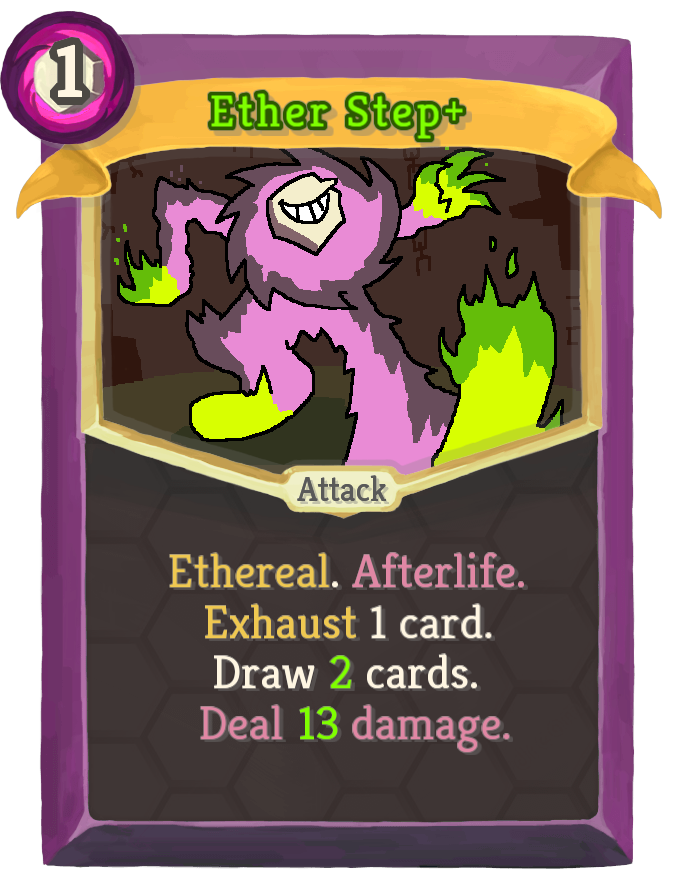 1
Ether Step+
Attack
Ethereal. Afterlife.
Exhaust 1 card.
Draw 2 cards.
Deal 13 damage.